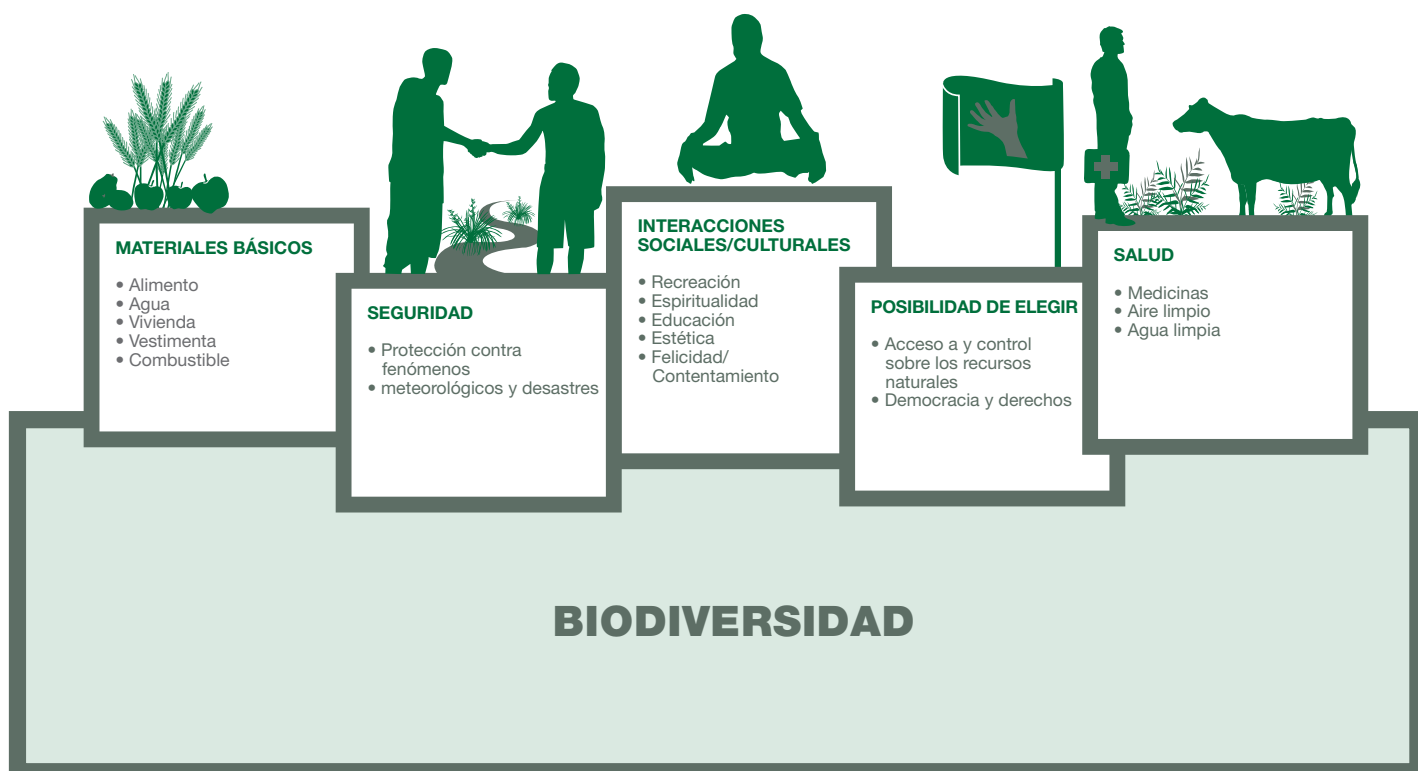 MATERIALES BÁSICOS
• Alimento
• Agua
• Vivienda
• Vestimenta
• Combustible
SEGURIDAD
• Protección contra
fenómenos
• meteorológicos y desastres
INTERACCIONES
SOCIALES/CULTURALES
• Recreación
• Espiritualidad
• Educación
• Estética
• Felicidad/
Contentamiento
POSIBILIDAD DE ELEGIR
• Acceso a y control
sobre los recursos
naturales
• Democracia y derechos
SALUD
• Medicinas
• Aire limpio
• Agua limpia
BIODIVERSIDAD